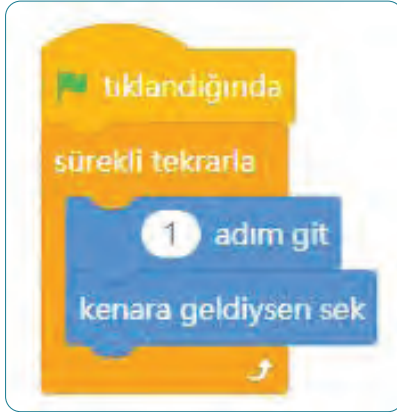 tıklandığında
sürekli tekrarla
1 adım git
kenara geldiysen sek